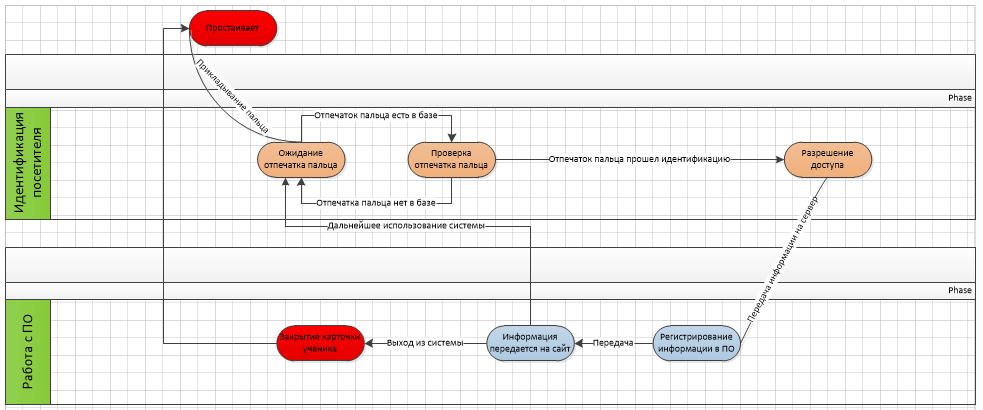 Простаивает
Прикладывание пальца
Phase
Идентификация
посетителя
Отпечаток пальца есть в базе
Ожидание
отпечатка пальца
Проверка
отпечатка пальца
Отпечаток пальца прошел идентификацию
Разрешение
доступа
Отпечатка пальца нет в базе
Дальнейшее использование системы
Передача информации на сервер
Phase
Работа с ПО
Закрытие карточки
ученика
Выход из системы
Информация
передается на сайт
Передача
Регистрирование
информации в ПО